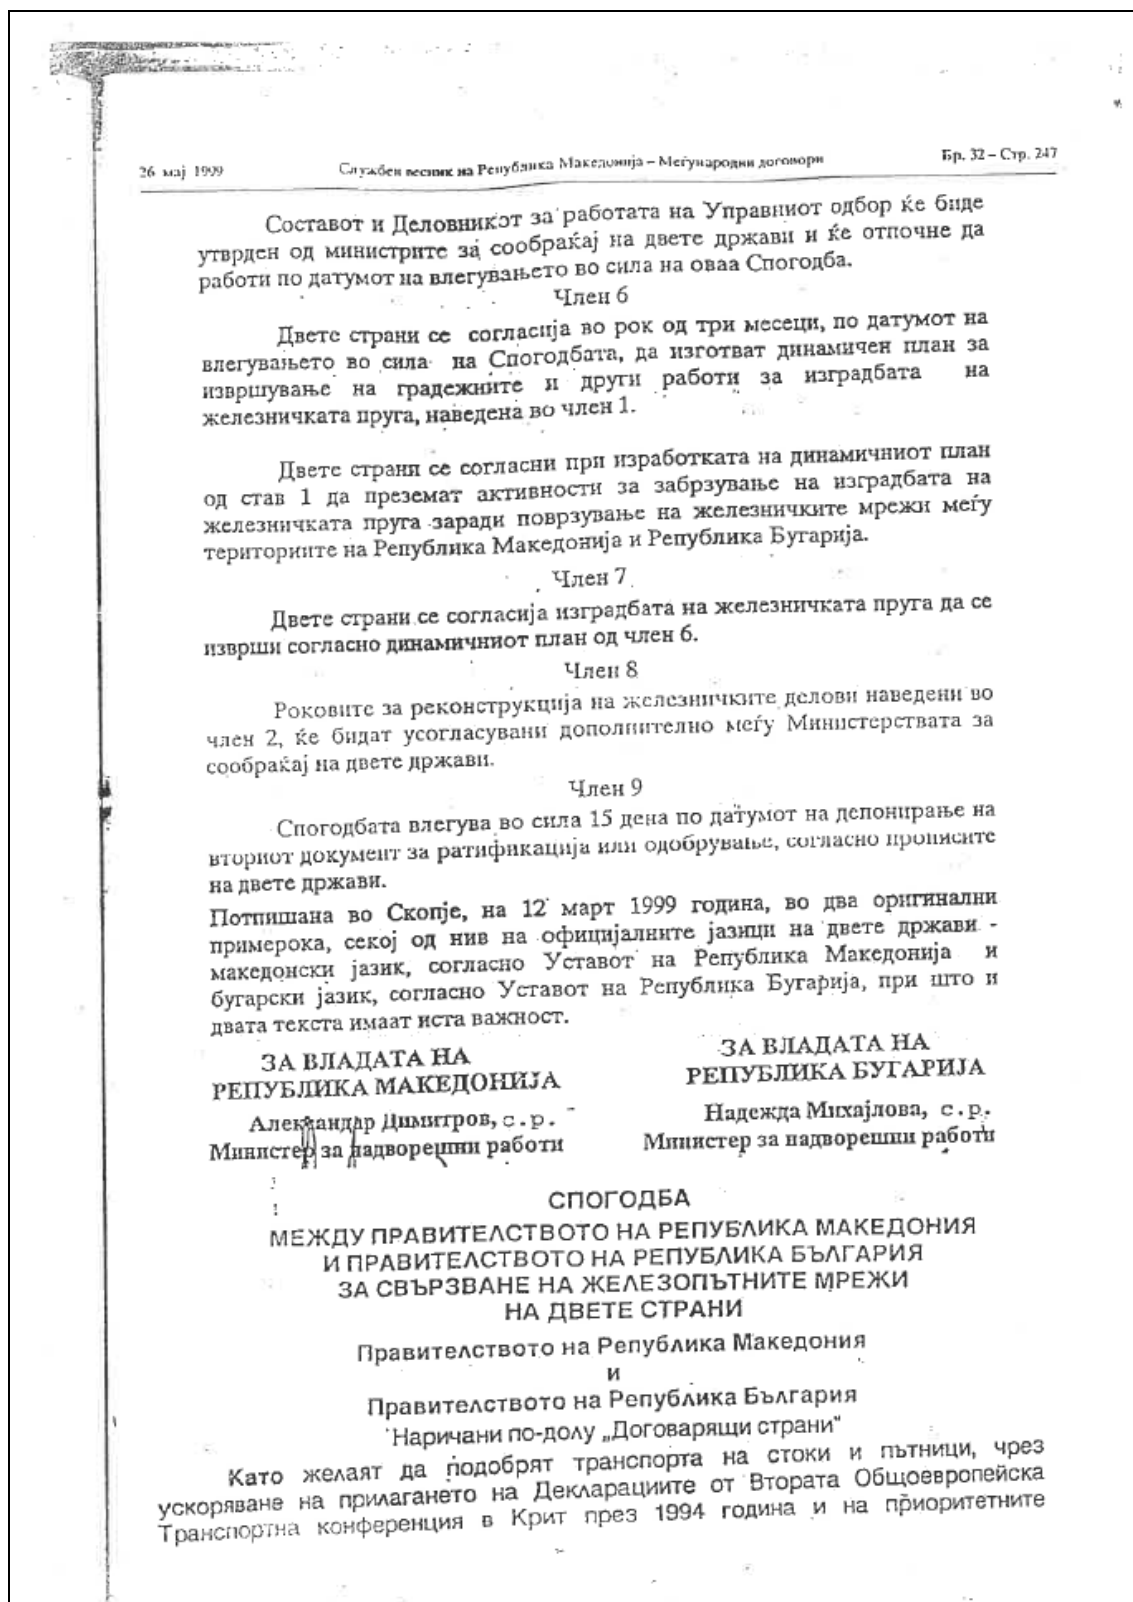 26 мај 1999 Службен весник на Република Македонија – Меѓународни договори Бр. 32 – Стр. 247
Составот и Деловникот за работата на Управниот одбор ќе биде
утврден од министрите за сообраќај на двете држави и ќе отпочне да
работи по датумот на влегувањето во сила на оваа Спогодба.
Член 6
Двете страни се согласија во рок од три месеци, по датумот на
влегувањето во сила на Спогодбата, да изготват динамичен план за
извршување на градежните и други работи за изградбата на
железничката пруга, наведена во член 1.
Двете страни се согласни при изработката на динамичниот план
од став 1 да преземат активности за забрзување на изградбата на
железничката пруга заради поврзување на железничките мрежи меѓу
териториите на Република Македонија и Република Бугарија.
Член 7
Двете страни се согласија изградбата на железничката пруга да се
изврши согласно динамичниот план од член 6.
Член 8
Роковите за реконструкција на железничките делови наведени во
член 2, ќе бидат усогласувани дополнително меѓу Министерствата за
сообраќај на двете држави.
Член 9
Спогодбата влегува во сила 15 дена по датумот на депонирање на
вториот документ за ратификација или одобрување, согласно прописите
на двете држави.
Потпишана во Скопје, на 12 март 1999 година, во два оригинални
примерока, секој од нив на официјалните јазици на двете држави -
македонски јазик, согласно Уставот на Република Македонија и
бугарски јазик, согласно Уставот на Република Бугарија, при што и
двата текста имаат иста важност.
ЗА ВЛАДАТА НА ЗА ВЛАДАТА НА
РЕПУБЛИКА МАКЕДОНИЈА РЕПУБЛИКА БУГАРИЈА
Александар Димитров, с.р. Надежда Михајлова, с.р.
Министер за надворешни работи Министер за надворешни работи
СПОГОДБА
МЕЖДУ ПРАВИТЕЛСТВОТО НА РЕПУБЛИКА МАКЕДОНИЯ
И ПРАВИТЕЛСТВОТО НА РЕПУБЛИКА БЪЛГАРИЯ
ЗА СВЪРЗВАНЕ НА ЖЕЛЕЗОПЪТНИТЕ МРЕЖИ
НА ДВЕТЕ СТРАНИ
Правителството на Република Македония
и
Правителството на Република България
Наричани по-долу „Договарящи страни“
Като желаят да подобрят транспорта на стоки и пътници, чрез
ускоряване на прилагането на Декларациите от Втората Общоевропейска
Транспортна конференция в Крит през 1994 година и на приоритетните